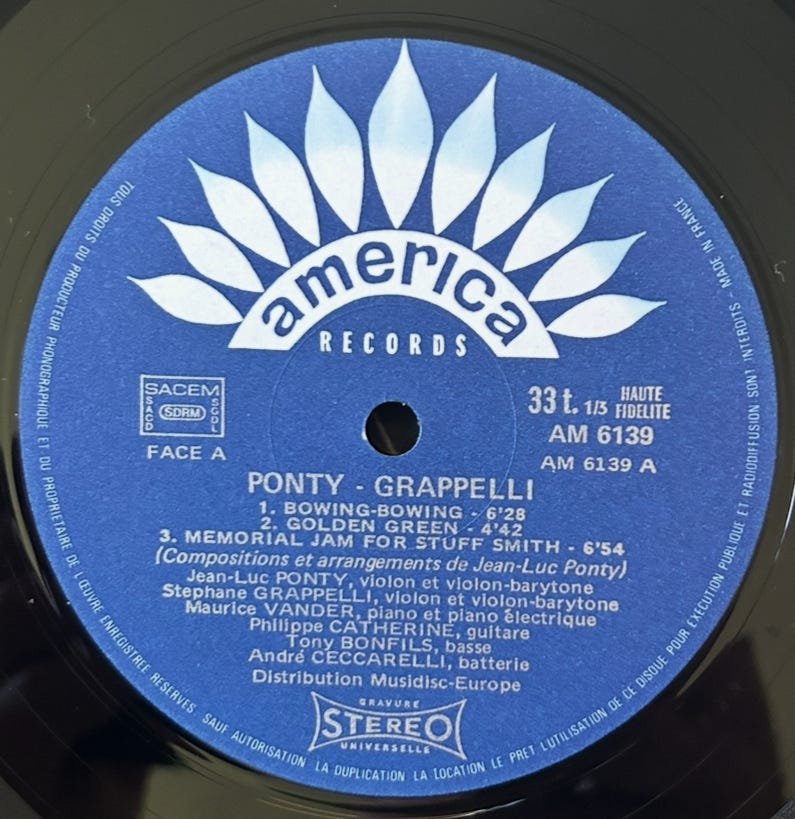 america
RECORDS
SACEM
SACD
SDRM
SGDL
FACE A
33 t. 1/3 HAUTE FIDELITE
AM 6139
AM 6139 A
PONTY - GRAPPELLI
1. BOWING-BOWING - 6'28
2. GOLDEN GREEN - 4'42
3. MEMORIAL JAM FOR STUFF SMITH - 6'54
(Compositions et arrangements de Jean-Luc Ponty)
Jean-Luc PONTY, violon et violon-barytone
Stephane GRAPPELLI, violon et violon-barytone
Maurice VANDER, piano et piano électrique
Philippe CATHERINE, guitare
Tony BONFILS, basse
André CECCARELLI, batterie
Distribution Musidisc-Europe
GRAVURE
STEREO
UNIVERSELLE
TOUS DROITS DU PRODUCTEUR PHONOGRAPHIQUE ET DU PROPRIETAIRE DE L'ŒUVRE ENREGISTREE RESERVES SAUF AUTORISATION LA DUPLICATION LA LOCATION LE PRET L'UTILISATION DE CE DISQUE POUR EXECUTION PUBLIQUE ET RADIODIFFUSION SONT INTERDITS - MADE IN FRANCE